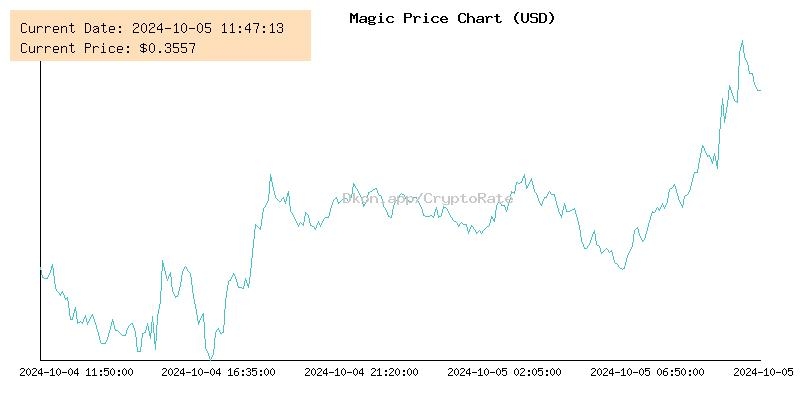 Magic Price Chart (USD)
Current Date: 2024-10-05 11:47:13
Current Price: $0.3557
Dkon.app/CryptoRate
2024-10-04 11:50:00 2024-10-04 16:35:00 2024-10-04 21:20:00 2024-10-05 02:05:00 2024-10-05 06:50:00 2024-10-05